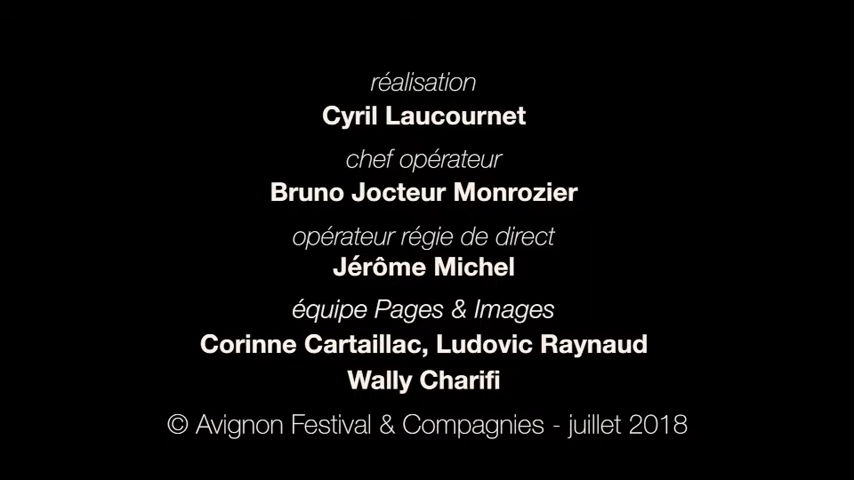 réalisation
Cyril Laucournet
chef opérateur
Bruno Jocteur Monrozier
opérateur régie de direct
Jérôme Michel
équipe Pages & Images
Corinne Cartaillac, Ludovic Raynaud
Wally Charifi
© Avignon Festival & Compagnies - juillet 2018